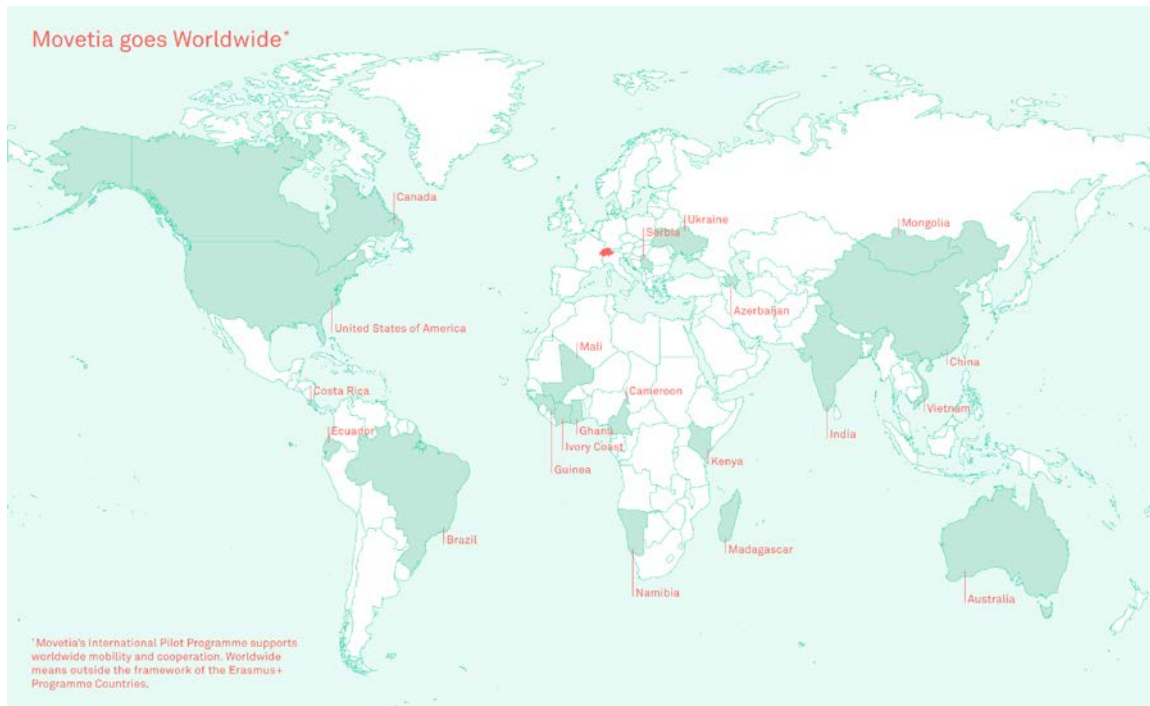 Movetia goes Worldwide*
Canada
Ukraine
Serbia
Mongolia
Azerbaijan
United States of America
Mali
China
Costa Rica
Cameroon
Vietnam
Ecuador
Ghana
India
Ivory Coast
Kenya
Guinea
Brazil
Madagascar
Namibia
Australia
*Movetia's International Pilot Programme supports
worldwide mobility and cooperation. Worldwide
means outside the framework of the Erasmus+
Programme Countries.